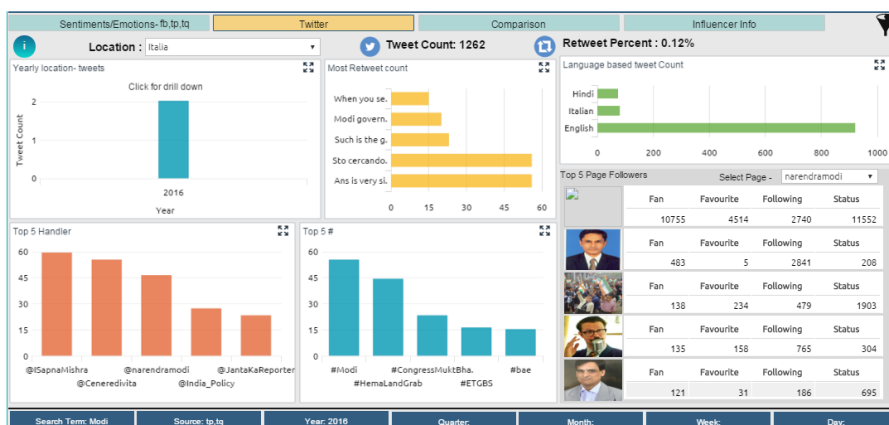 Sentiments/Emotions- fb,tp,tq
Twitter
Comparison
Influencer Info
Location :
Italia
Tweet Count: 1262
Retweet Percent : 0.12%
Yearly location- tweets
Click for drill down
2
1
0
Tweet Count
2016
Year
Most Retweet count
When you se.
Modi govern.
Such is the g.
Sto cercando.
Ans is very si.
0 15 30 45 60
Language based tweet Count
Hindi
Italian
English
0 200 400 600 800 1000
Top 5 Handler
60
45
30
15
0
@ISapnaMishra @narendramodi @JantaKaReporter
@Ceneredivita @India_Policy
Top 5 #
60
45
30
15
0
#Modi #CongressMuktBha. #bae
#HemaLandGrab #ETGBS
Top 5 Page Followers
Select Page - narendramodi
Fan Favourite Following Status
10755 4514 2740 11552
Fan Favourite Following Status
483 5 2841 208
Fan Favourite Following Status
138 234 479 1903
Fan Favourite Following Status
135 158 765 304
Fan Favourite Following Status
121 31 186 695
Search Term: Modi
Source: tp,tq
Year: 2016
Quarter:
Month:
Week:
Day: